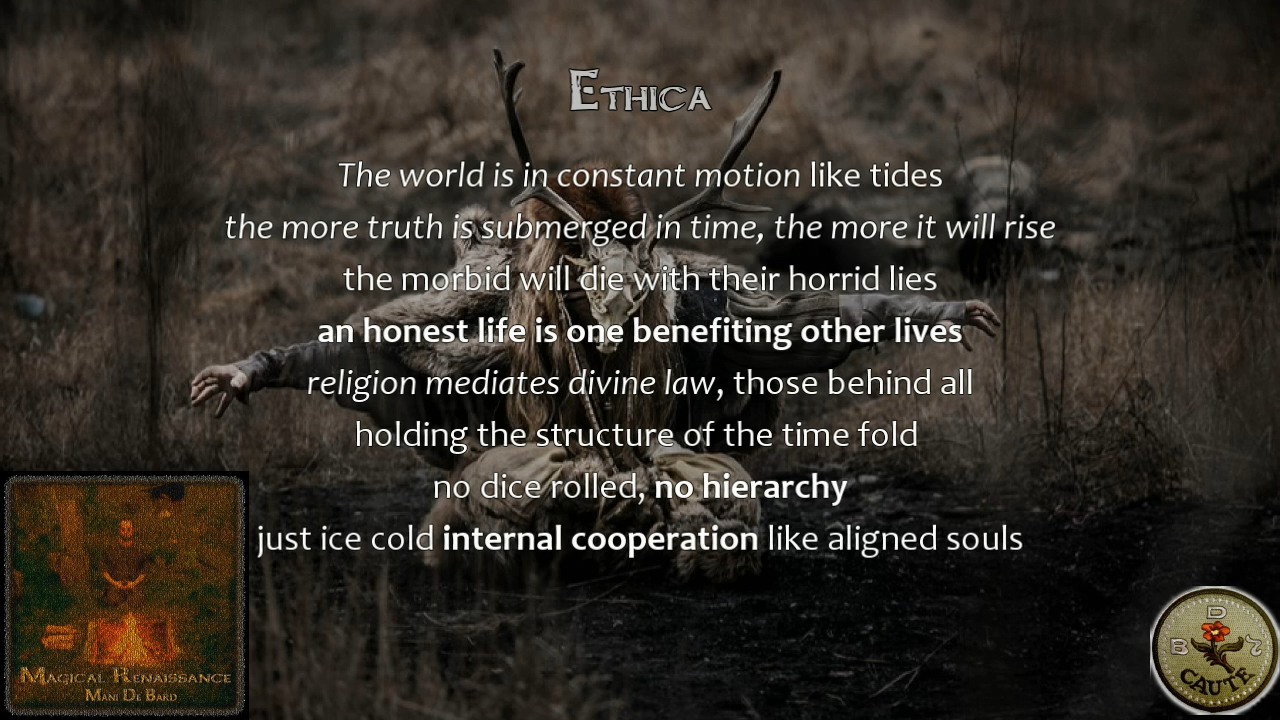 Ethica
The world is in constant motion like tides
the more truth is submerged in time, the more it will rise
the morbid will die with their horrid lies
an honest life is one benefiting other lives
religion mediates divine law, those behind all
holding the structure of the time fold
no dice rolled, no hierarchy
just ice cold internal cooperation like aligned souls
Magical Renaissance
Mani De Bard
D
B
CAUTE